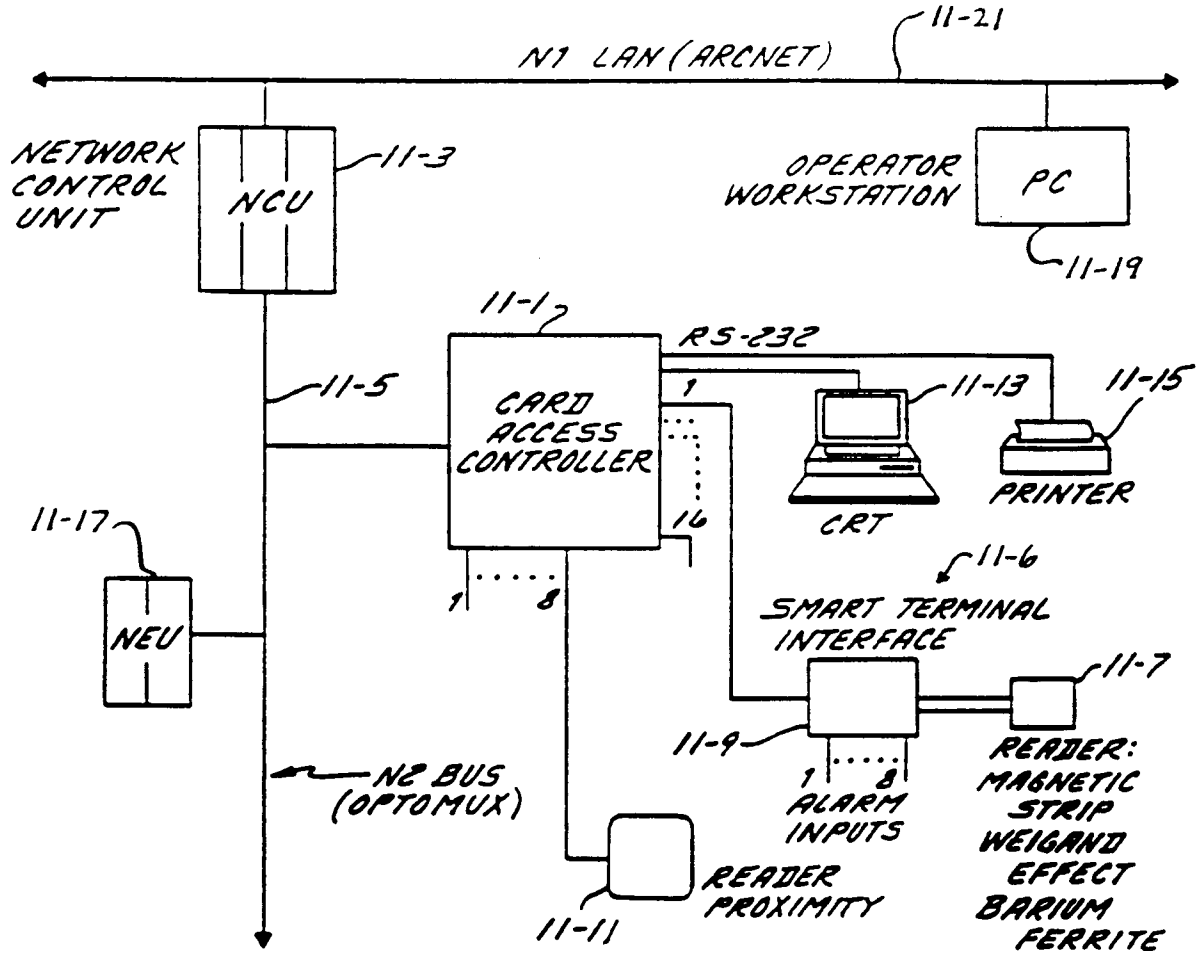 11-21
N1 LAN (ARCNET)
NETWORK
CONTROL
UNIT
NCU
11-3
OPERATOR
WORKSTATION
PC
11-19
11-1
RS-232
11-5
CARD
ACCESS
CONTROLLER
1
16
11-13
CRT
11-15
PRINTER
11-17
NEU
1 8
11-6
SMART TERMINAL
INTERFACE
11-7
11-9
1 8
ALARM
INPUTS
READER:
MAGNETIC
STRIP
WEIGAND
EFFECT
BARIUM
FERRITE
N2 BUS
(OPTOMUX)
READER
PROXIMITY
11-11